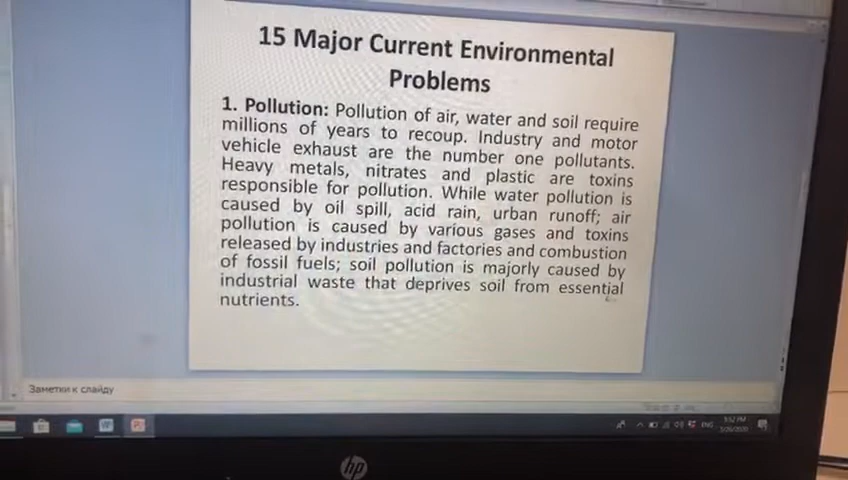 15 Major Current Environmental
Problems
1. Pollution: Pollution of air, water and soil require
millions of years to recoup. Industry and motor
vehicle exhaust are the number one pollutants.
Heavy metals, nitrates and plastic are toxins
responsible for pollution. While water pollution is
caused by oil spill, acid rain, urban runoff; air
pollution is caused by various gases and toxins
released by industries and factories and combustion
of fossil fuels; soil pollution is majorly caused by
industrial waste that deprives soil from essential
nutrients.
Заметки к слайду
ENG
hp